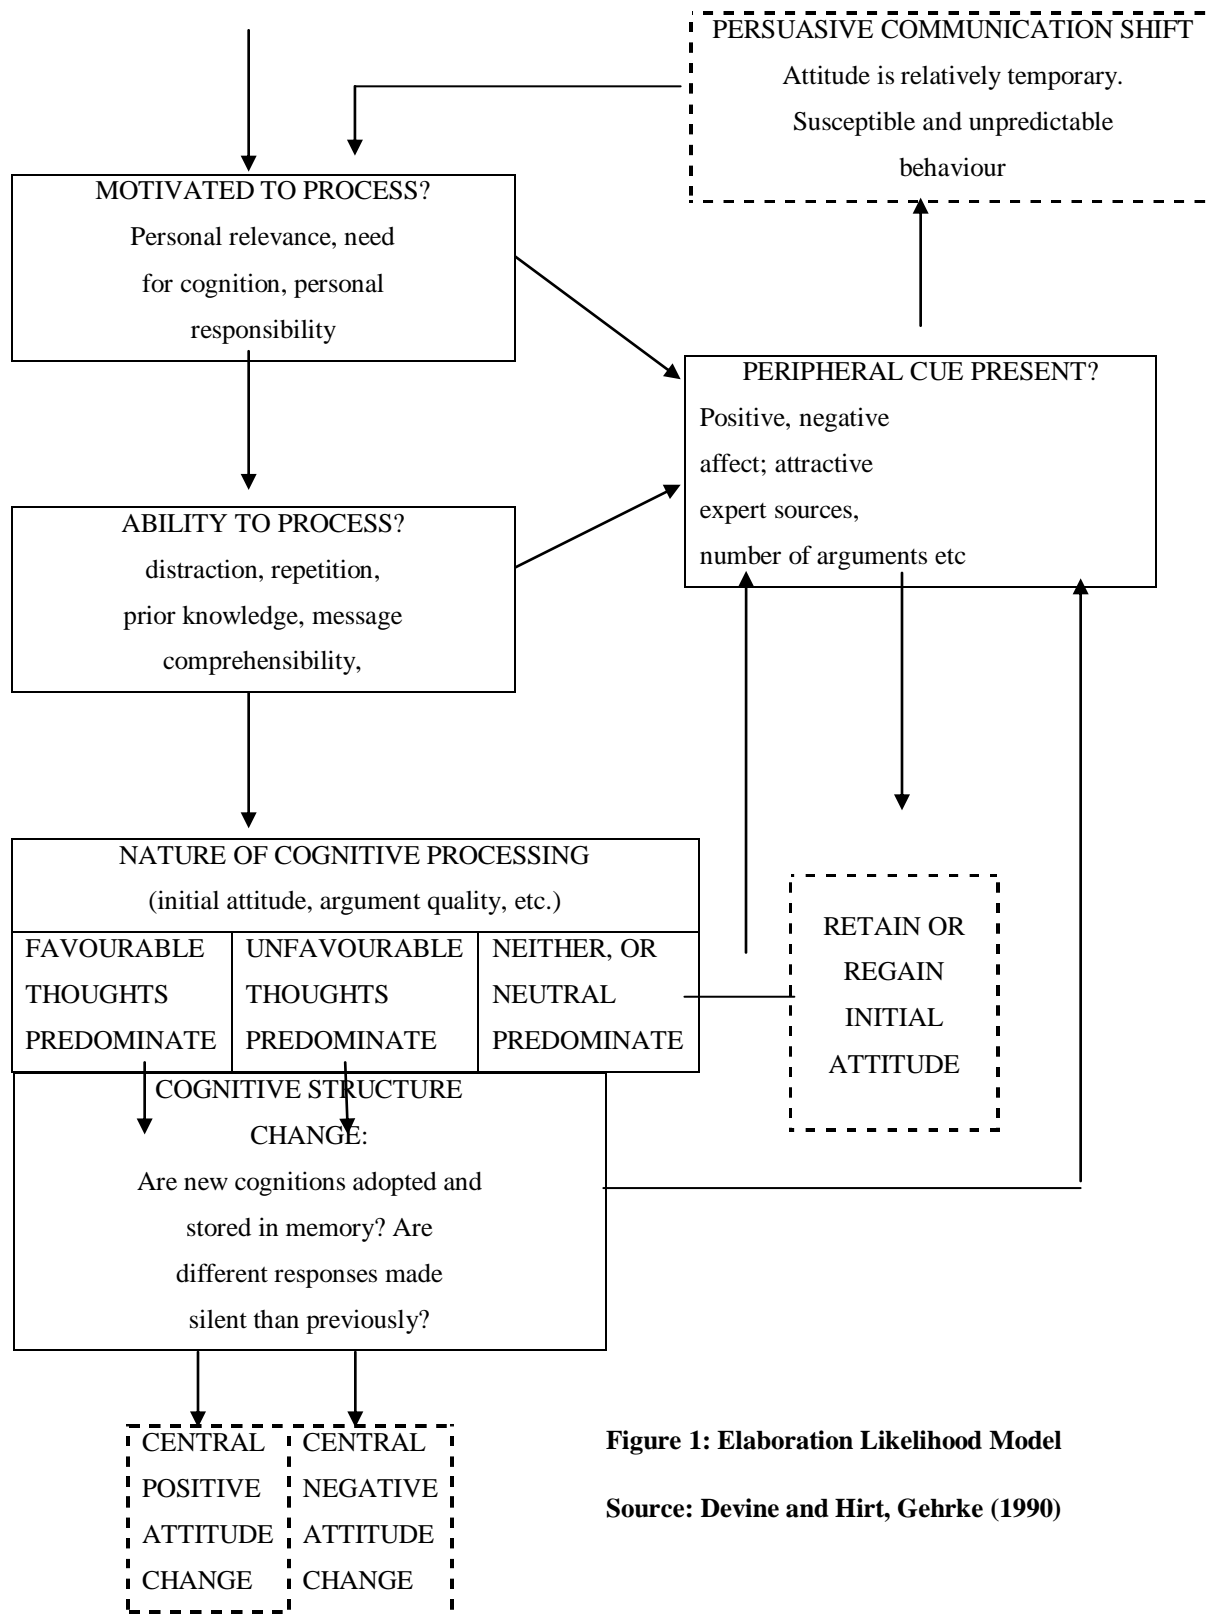 PERSUASIVE COMMUNICATION SHIFT
Attitude is relatively temporary.
Susceptible and unpredictable
behaviour
MOTIVATED TO PROCESS?
Personal relevance, need
for cognition, personal
responsibility
PERIPHERAL CUE PRESENT?
Positive, negative
affect; attractive
expert sources,
number of arguments etc
ABILITY TO PROCESS?
distraction, repetition,
prior knowledge, message
comprehensibility,
NATURE OF COGNITIVE PROCESSING
(initial attitude, argument quality, etc.)
FAVOURABLE
THOUGHTS
PREDOMINATE
UNFAVOURABLE
THOUGHTS
PREDOMINATE
NEITHER, OR
NEUTRAL
PREDOMINATE
RETAIN OR
REGAIN
INITIAL
ATTITUDE
COGNITIVE STRUCTURE
CHANGE:
Are new cognitions adopted and
stored in memory? Are
different responses made
silent than previously?
CENTRAL
POSITIVE
ATTITUDE
CHANGE
CENTRAL
NEGATIVE
ATTITUDE
CHANGE
Figure 1: Elaboration Likelihood Model
Source: Devine and Hirt, Gehrke (1990)